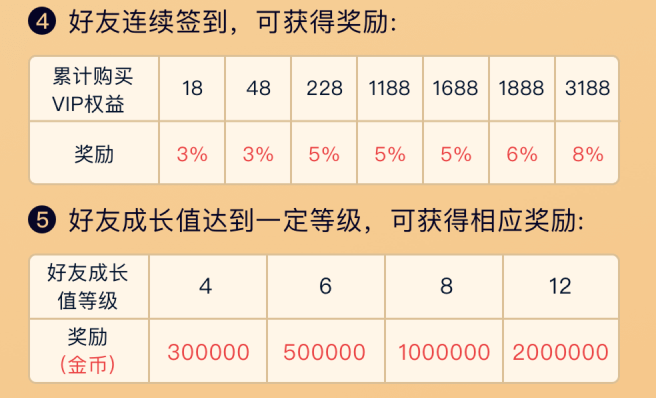 4 好友连续签到，可获得奖励:
累计购买
VIP权益
18 48 228 1188 1688 1888 3188
奖励 3% 3% 5% 5% 5% 6% 8%
5 好友成长值达到一定等级，可获得相应奖励:
好友成长
值等级
4 6 8 12
奖励
(金币)
300000 500000 1000000 2000000